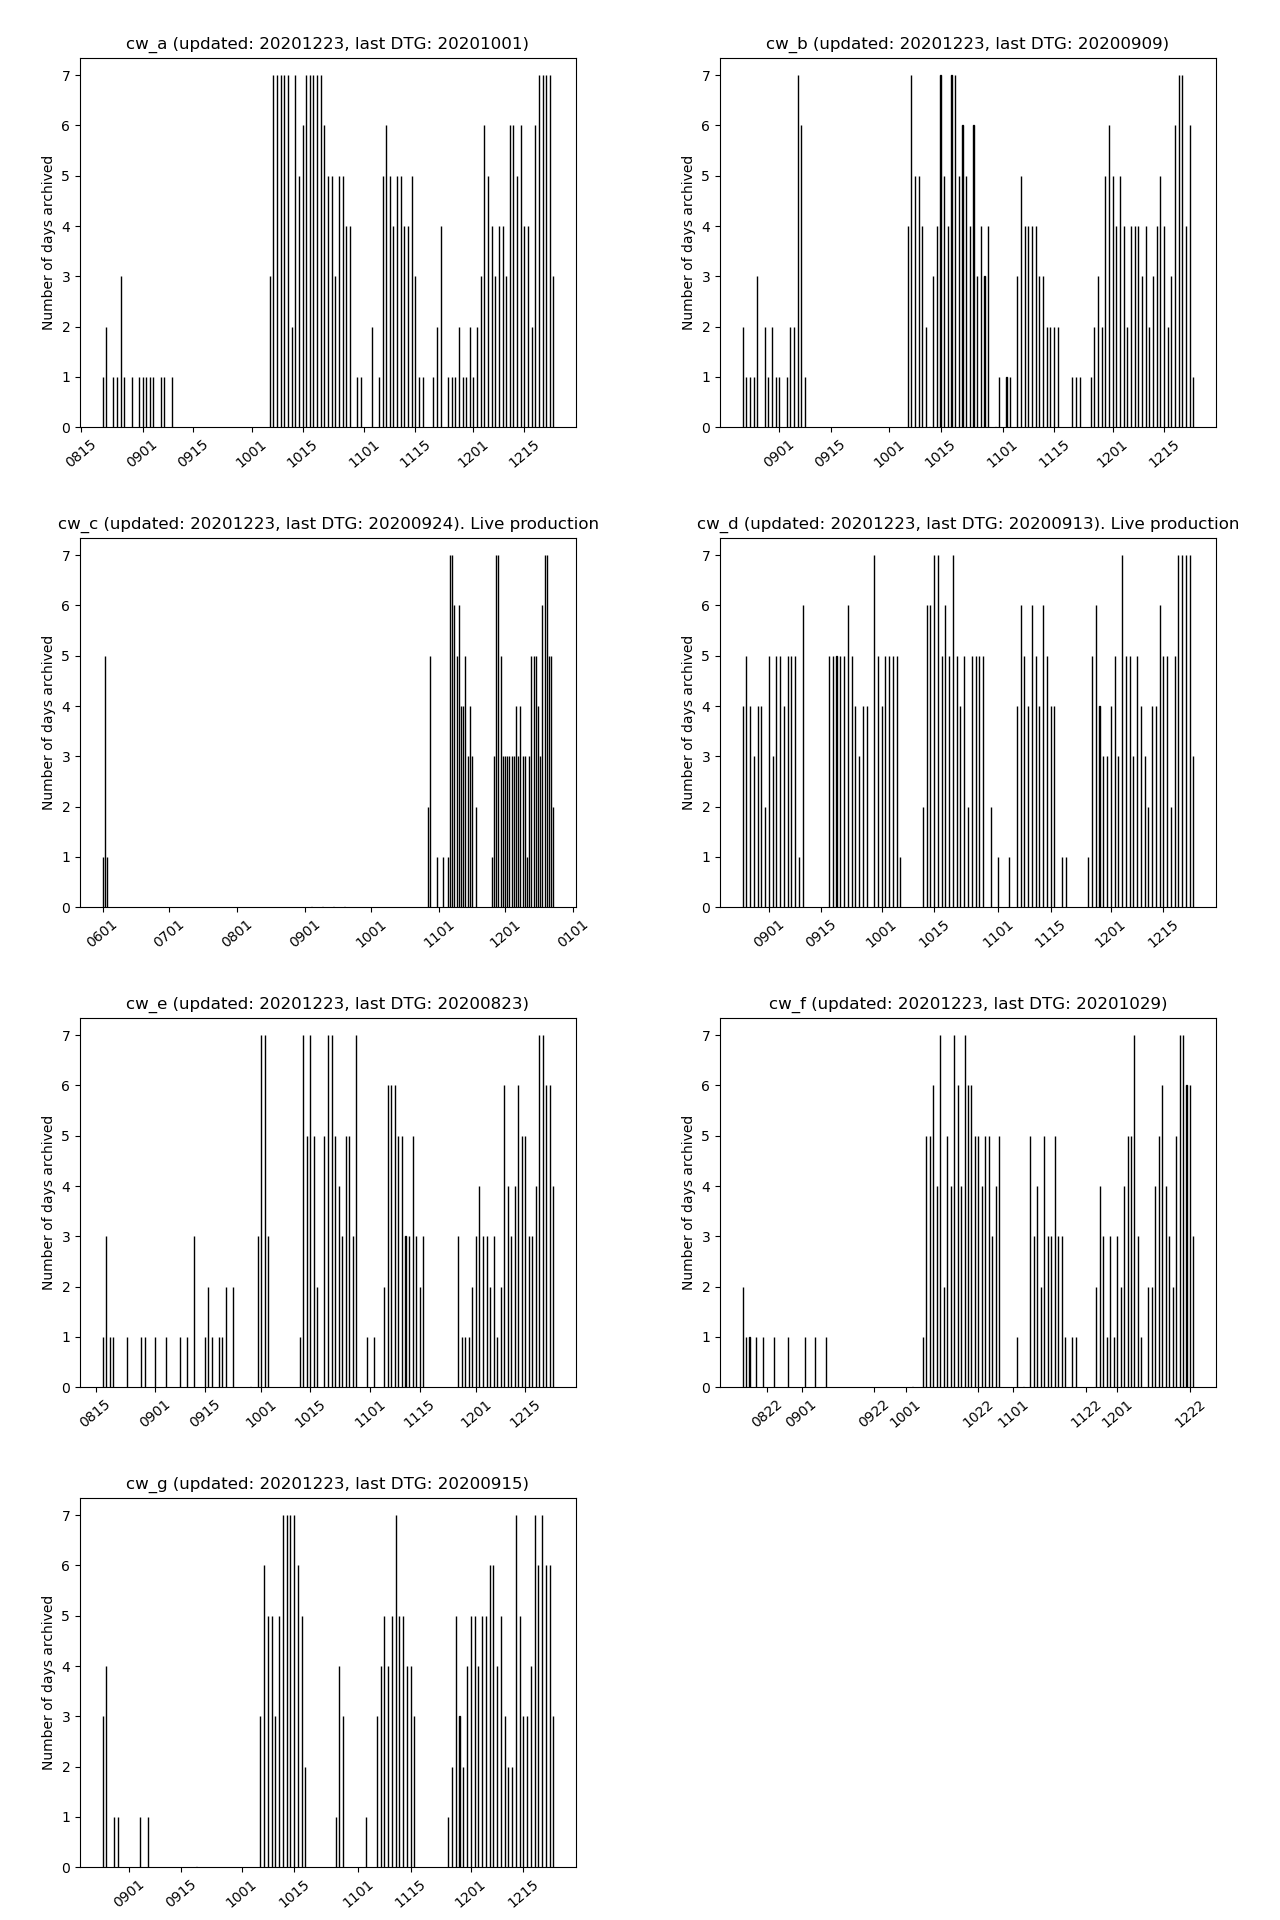 cw_a (updated: 20201223, last DTG: 20201001)
Number of days archived
7
6
5
4
3
2
1
0
0815 0901 0915 1001 1015 1101 1115 1201 1215
cw_b (updated: 20201223, last DTG: 20200909)
Number of days archived
7
6
5
4
3
2
1
0
0901 0915 1001 1015 1101 1115 1201 1215
cw_c (updated: 20201223, last DTG: 20200924). Live production
Number of days archived
7
6
5
4
3
2
1
0
0601 0701 0801 0901 1001 1101 1201 0101
cw_d (updated: 20201223, last DTG: 20200913). Live production
Number of days archived
7
6
5
4
3
2
1
0
0901 0915 1001 1015 1101 1115 1201 1215
cw_e (updated: 20201223, last DTG: 20200823)
Number of days archived
7
6
5
4
3
2
1
0
0815 0901 0915 1001 1015 1101 1115 1201 1215
cw_f (updated: 20201223, last DTG: 20201029)
Number of days archived
7
6
5
4
3
2
1
0
0822 0901 0922 1001 1022 1101 1122 1201 1222
cw_g (updated: 20201223, last DTG: 20200915)
Number of days archived
7
6
5
4
3
2
1
0
0901 0915 1001 1015 1101 1115 1201 1215